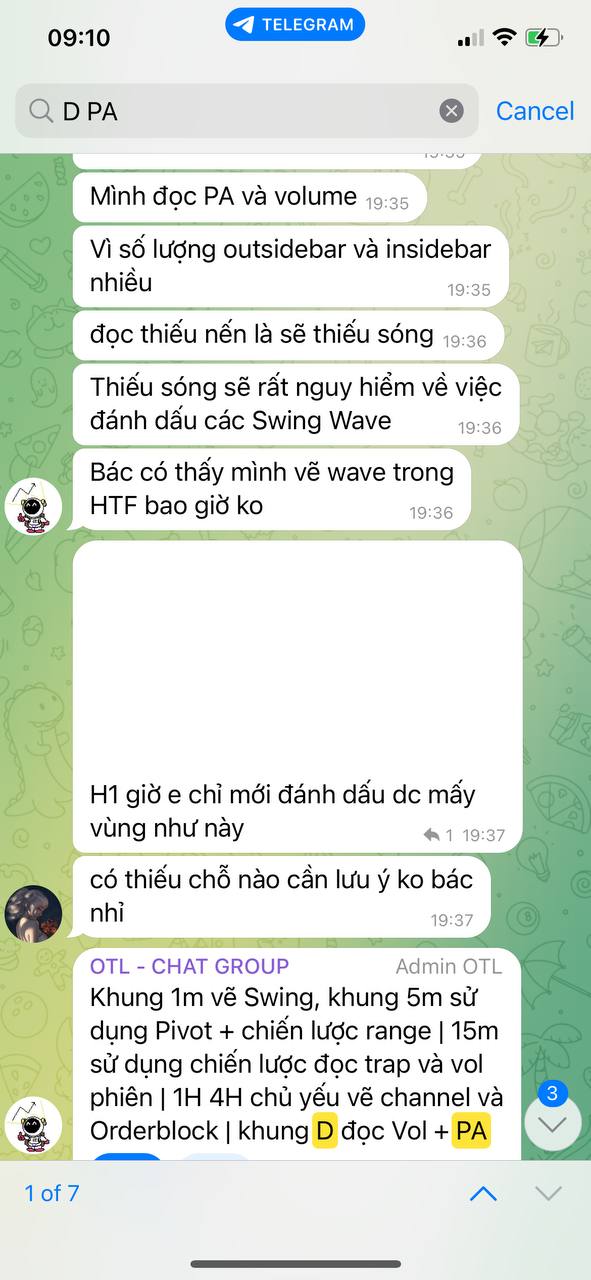 09:10
TELEGRAM
D PA
Cancel
Mình đọc PA và volume 19:35
Vì số lượng outsidebar và insidebar
nhiều 19:35
đọc thiếu nến là sẽ thiếu sóng 19:36
Thiếu sóng sẽ rất nguy hiểm về việc
đánh dấu các Swing Wave 19:36
Bác có thấy mình vẽ wave trong
HTF bao giờ ko 19:36
H1 giờ e chỉ mới đánh dấu dc mấy
vùng như này 1 19:37
có thiếu chỗ nào cần lưu ý ko bác
nhỉ 19:37
OTL - CHAT GROUP Admin OTL
Khung 1m vẽ Swing, khung 5m sử
dụng Pivot + chiến lược range | 15m
sử dụng chiến lược đọc trap và vol
phiên | 1H 4H chủ yếu vẽ channel và
Orderblock | khung D đọc Vol + PA
3
1 of 7